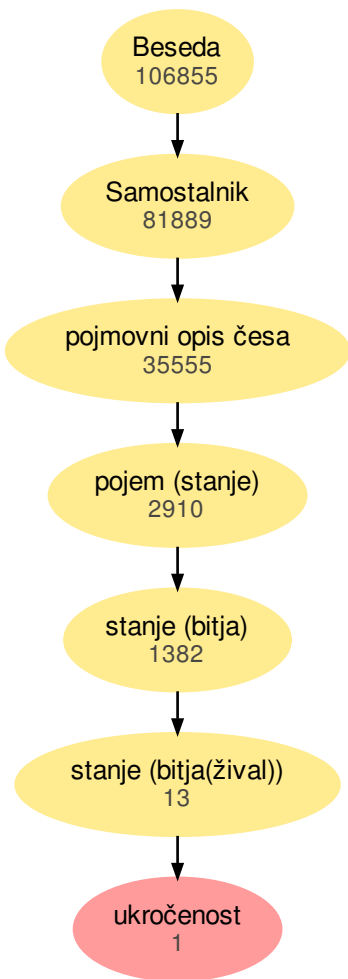 Beseda
106855
Samostalnik
81889
pojmovni opis česa
35555
pojem (stanje)
2910
stanje (bitja)
1382
stanje (bitja(žival))
13
ukročenost
1